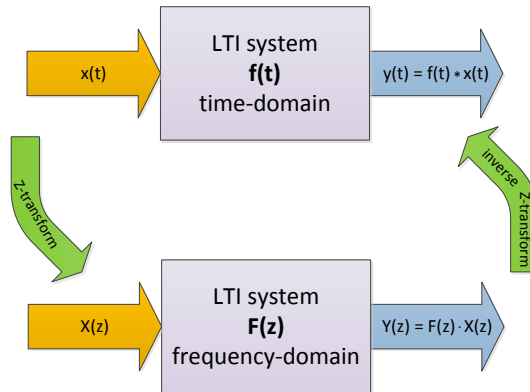 x(t)
LTI system
f(t)
time-domain
y(t) = f(t) * x(t)
Z-transform
inverse
Z-transform
X(z)
LTI system
F(z)
frequency-domain
Y(z) = F(z) · X(z)